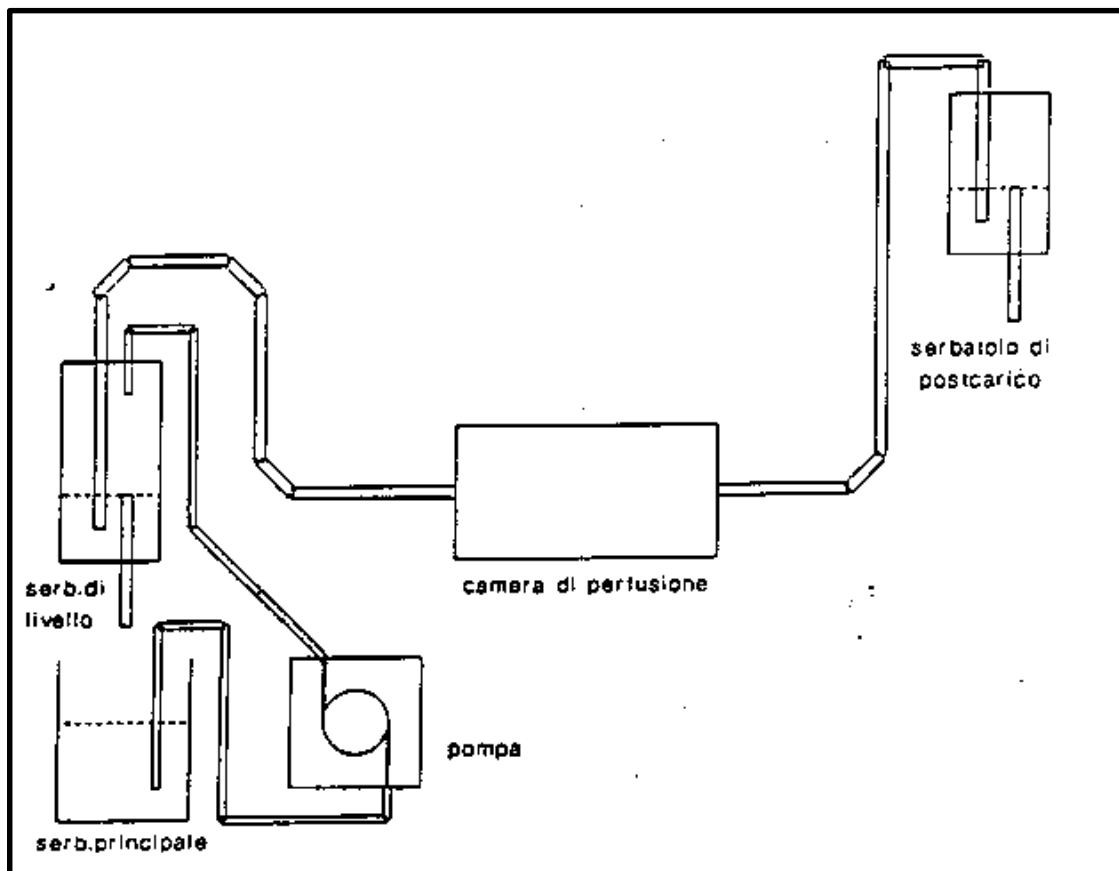 serbatoio di
postcarico
camera di perfusione
serb.di
livello
pompa
serb.principale